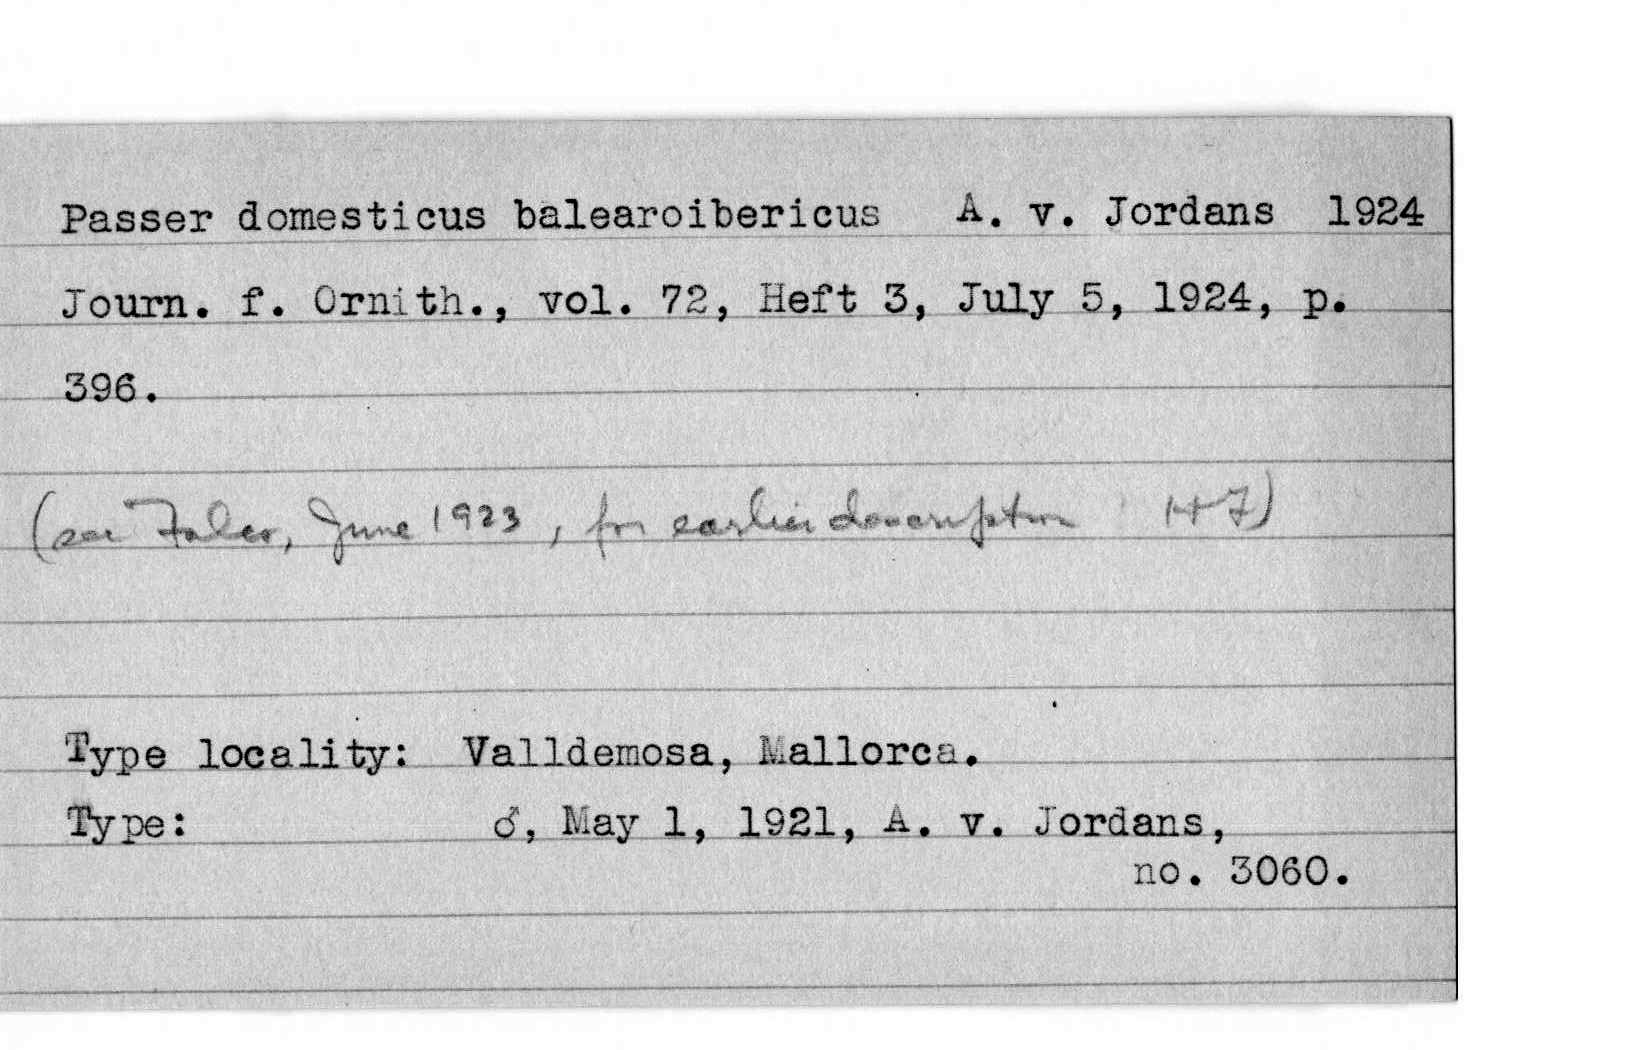 Passer domesticus balearoibericus A. v. Jordans 1924
Journ. f. Ornith., vol. 72, Heft 3, July 5, 1924, p.
396.
(see Falco, June 1923, for earlier description HF)
Type locality: Valldemosa, Mallorca.
Type: ♂, May 1, 1921, A. v. Jordans,
no. 3060.